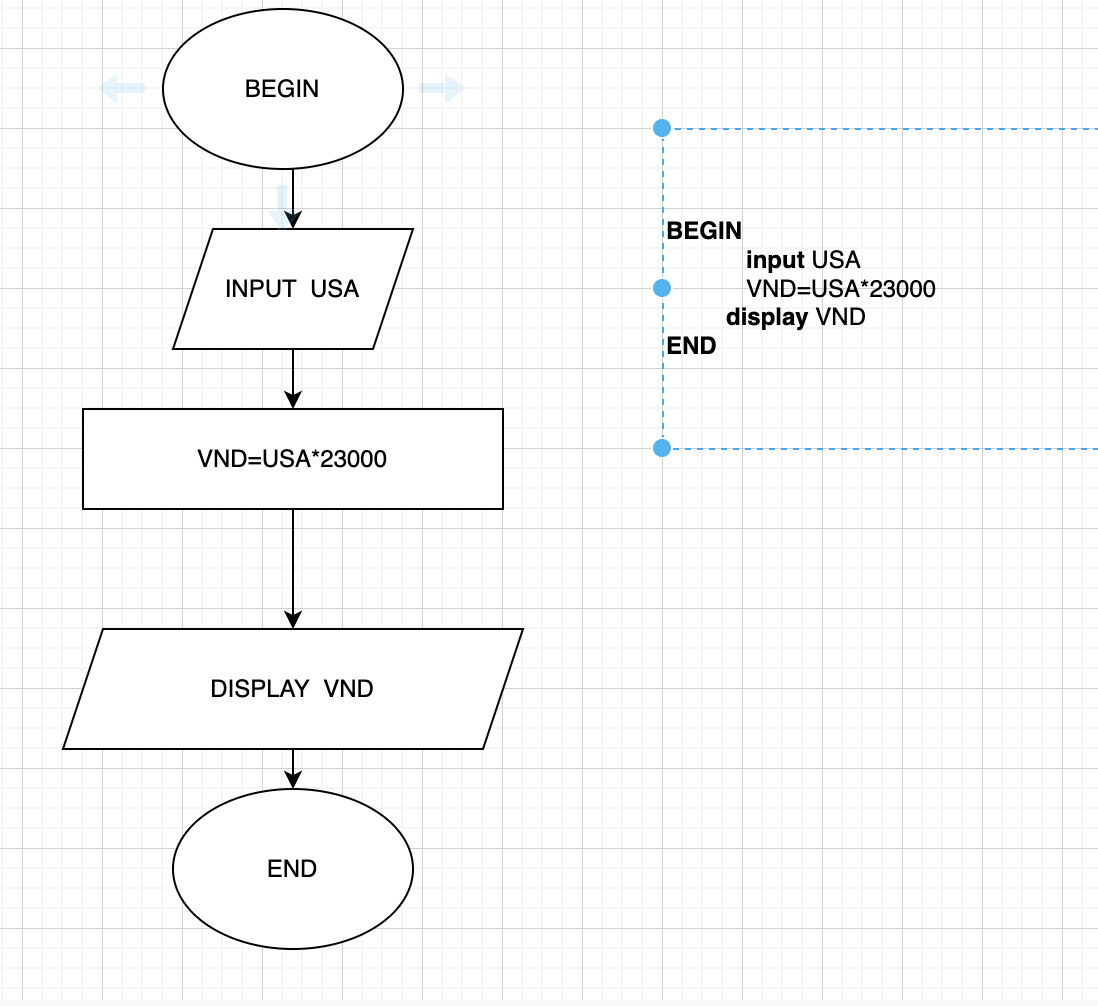 BEGIN
INPUT USA
VND=USA*23000
DISPLAY VND
END
BEGIN
input USA
VND=USA*23000
display VND
END